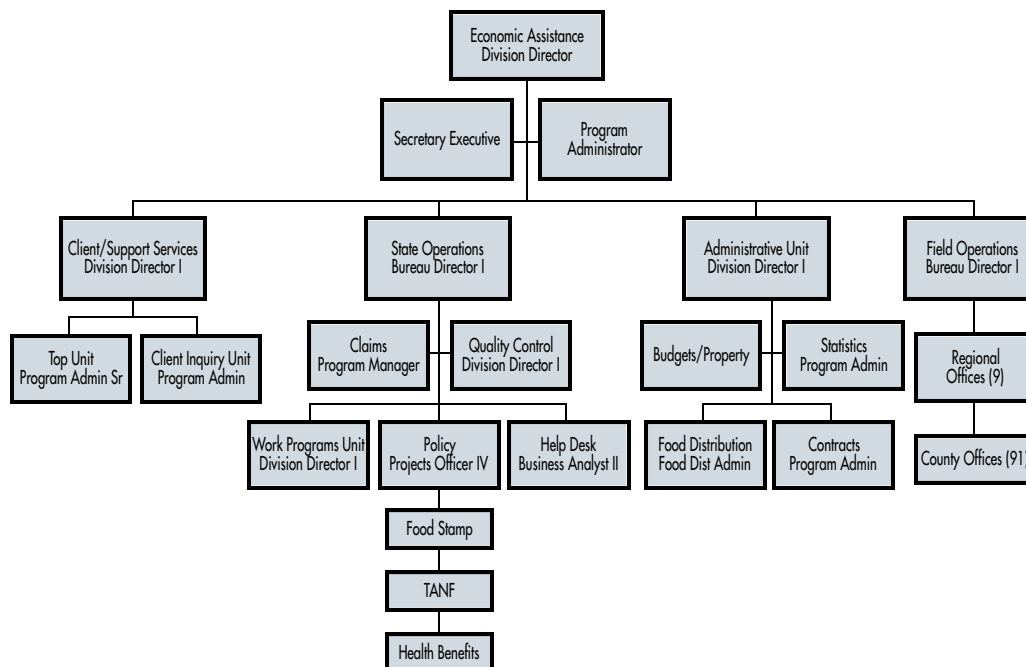 Economic Assistance
Division Director
Secretary Executive
Program
Administrator
Client/Support Services
Division Director I
State Operations
Bureau Director I
Administrative Unit
Division Director I
Field Operations
Bureau Director I
Top Unit
Program Admin Sr
Client Inquiry Unit
Program Admin
Claims
Program Manager
Quality Control
Division Director I
Budgets/Property
Statistics
Program Admin
Regional
Offices (9)
Work Programs Unit
Division Director I
Policy
Projects Officer IV
Help Desk
Business Analyst II
Food Distribution
Food Dist Admin
Contracts
Program Admin
County Offices (91)
Food Stamp
TANF
Health Benefits